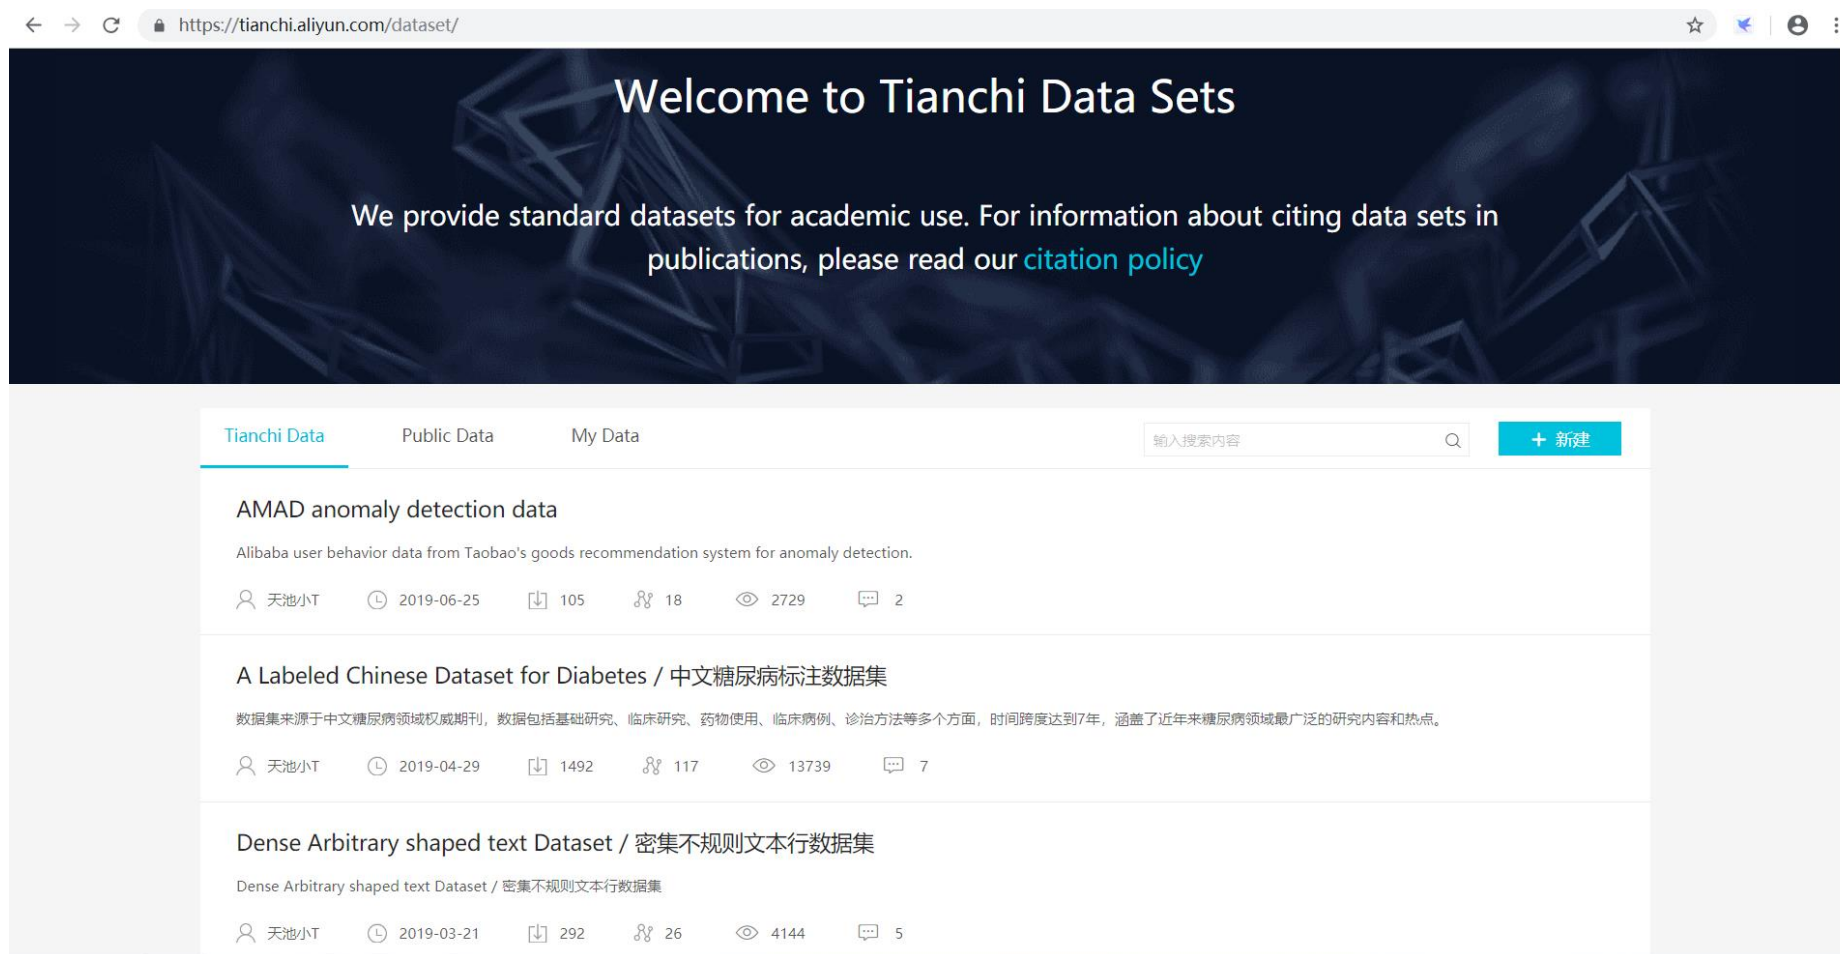 https://tianchi.aliyun.com/dataset/
Welcome to Tianchi Data Sets
We provide standard datasets for academic use. For information about citing data sets in
publications, please read our citation policy
Tianchi Data Public Data My Data 输入搜索内容 + 新建
AMAD anomaly detection data
Alibaba user behavior data from Taobao's goods recommendation system for anomaly detection.
天池小T 2019-06-25 105 18 2729 2
A Labeled Chinese Dataset for Diabetes / 中文糖尿病标注数据集
数据集来源于中文糖尿病领域权威期刊，数据包括基础研究、临床研究、药物使用、临床病例、诊治方法等多个方面，时间跨度达到7年，涵盖了近年来糖尿病领域最广泛的研究内容和热点。
天池小T 2019-04-29 1492 117 13739 7
Dense Arbitrary shaped text Dataset / 密集不规则文本行数据集
Dense Arbitrary shaped text Dataset / 密集不规则文本行数据集
天池小T 2019-03-21 292 26 4144 5